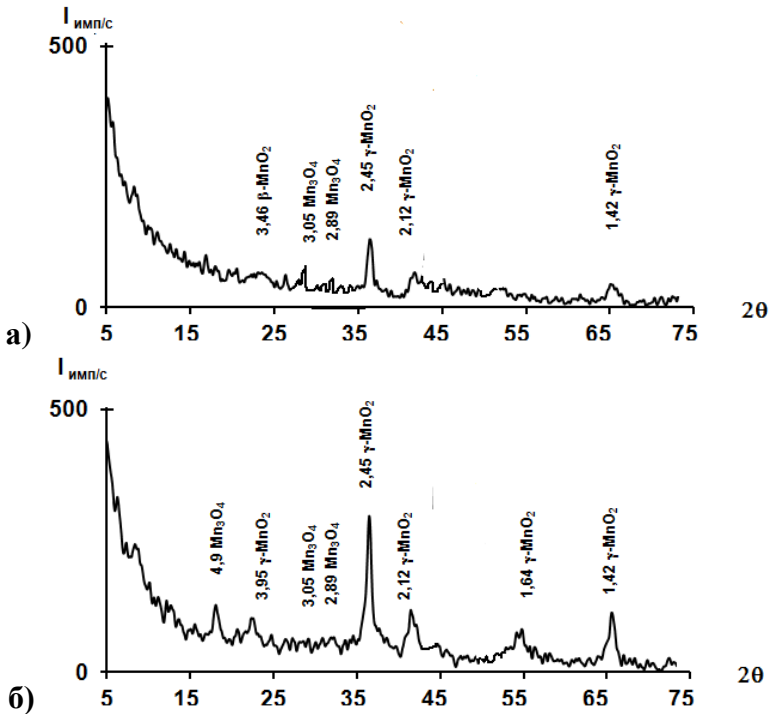 I имп/с
500
3,46 β-MnO₂
3,05 Mn₃O₄
2,89 Mn₃O₄
2,45 γ-MnO₂
2,12 γ-MnO₂
1,42 γ-MnO₂
0
2θ
5 15 25 35 45 55 65 75
а)
I имп/с
500
4,9 Mn₃O₄
3,95 γ-MnO₂
3,05 Mn₃O₄
2,89 Mn₃O₄
2,45 γ-MnO₂
2,12 γ-MnO₂
1,64 γ-MnO₂
1,42 γ-MnO₂
0
2θ
5 15 25 35 45 55 65 75
б)